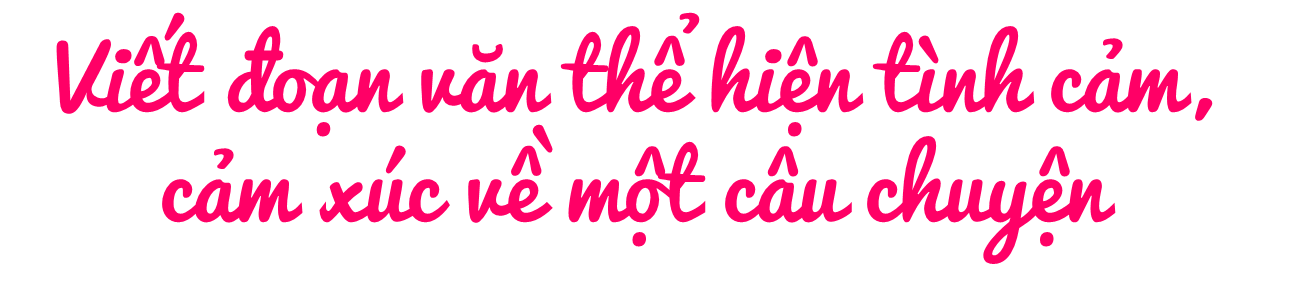 Viết đoạn văn thể hiện tình cảm,
cảm xúc về một câu chuyện